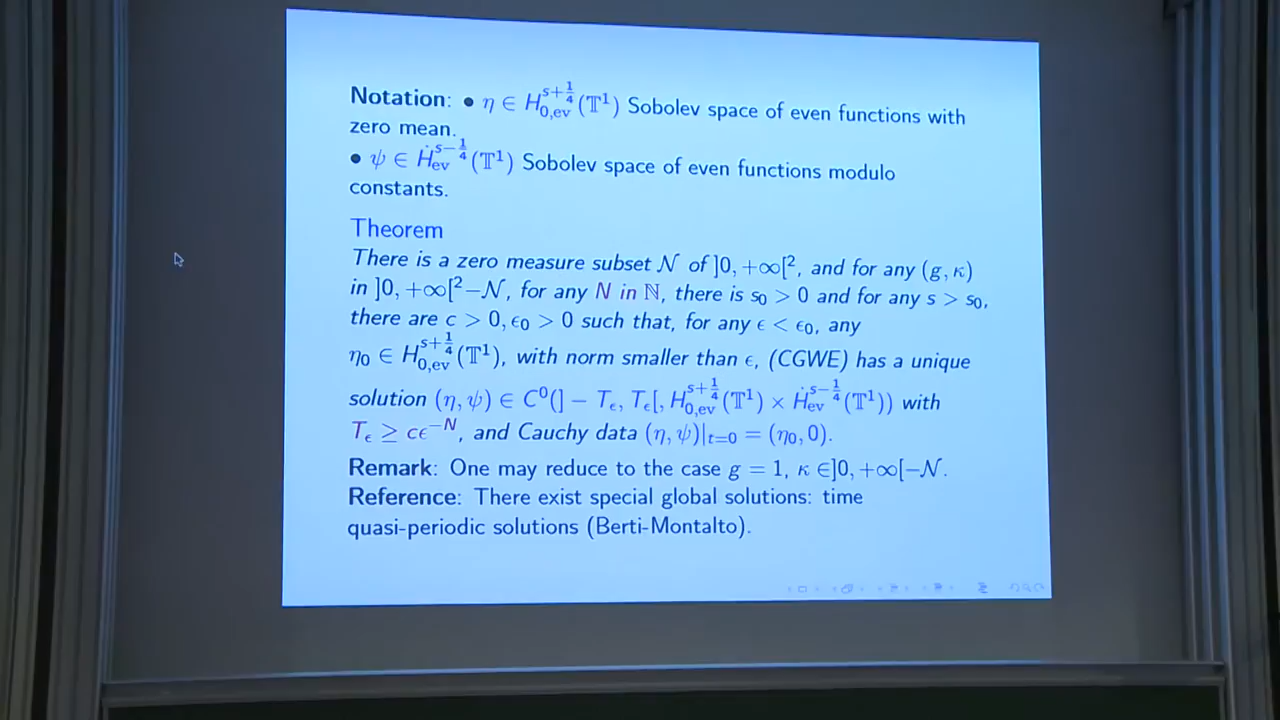 Notation: • η ∈ H^{s+1/4}_{0,ev}(𝕋¹) Sobolev space of even functions with
zero mean.
• ψ ∈ Ḣ^{s−1/4}_{ev}(𝕋¹) Sobolev space of even functions modulo
constants.
Theorem
There is a zero measure subset 𝒩 of ]0, +∞[², and for any (g, κ)
in ]0, +∞[²−𝒩, for any N in ℕ, there is s₀ > 0 and for any s > s₀,
there are c > 0, ϵ₀ > 0 such that, for any ϵ < ϵ₀, any
η₀ ∈ H^{s+1/4}_{0,ev}(𝕋¹), with norm smaller than ϵ, (CGWE) has a unique
solution (η, ψ) ∈ C⁰(] − T_ϵ, T_ϵ[, H^{s+1/4}_{0,ev}(𝕋¹) × Ḣ^{s−1/4}_{ev}(𝕋¹)) with
T_ϵ ≥ cϵ^{−N}, and Cauchy data (η, ψ)|_{t=0} = (η₀, 0).
Remark: One may reduce to the case g = 1, κ ∈]0, +∞[−𝒩.
Reference: There exist special global solutions: time
quasi-periodic solutions (Berti-Montalto).